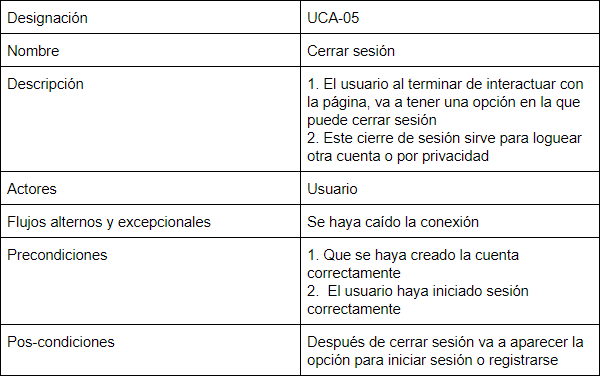 Designación UCA-05
Nombre Cerrar sesión
Descripción 1. El usuario al terminar de interactuar con
la página, va a tener una opción en la que
puede cerrar sesión
2. Este cierre de sesión sirve para loguear
otra cuenta o por privacidad
Actores Usuario
Flujos alternos y excepcionales Se haya caído la conexión
Precondiciones 1. Que se haya creado la cuenta
correctamente
2. El usuario haya iniciado sesión
correctamente
Pos-condiciones Después de cerrar sesión va a aparecer la
opción para iniciar sesión o registrarse